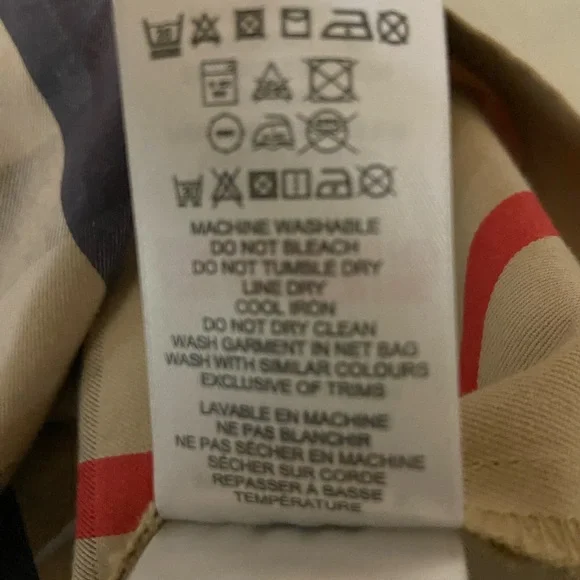 MACHINE WASHABLE
DO NOT BLEACH
DO NOT TUMBLE DRY
LINE DRY
COOL IRON
DO NOT DRY CLEAN
WASH GARMENT IN NET BAG
WASH WITH SIMILAR COLOURS
EXCLUSIVE OF TRIMS
LAVABLE EN MACHINE
NE PAS BLANCHIR
NE PAS SÉCHER EN MACHINE
SÉCHER SUR CORDE
REPASSER À BASSE
TEMPÉRATURE